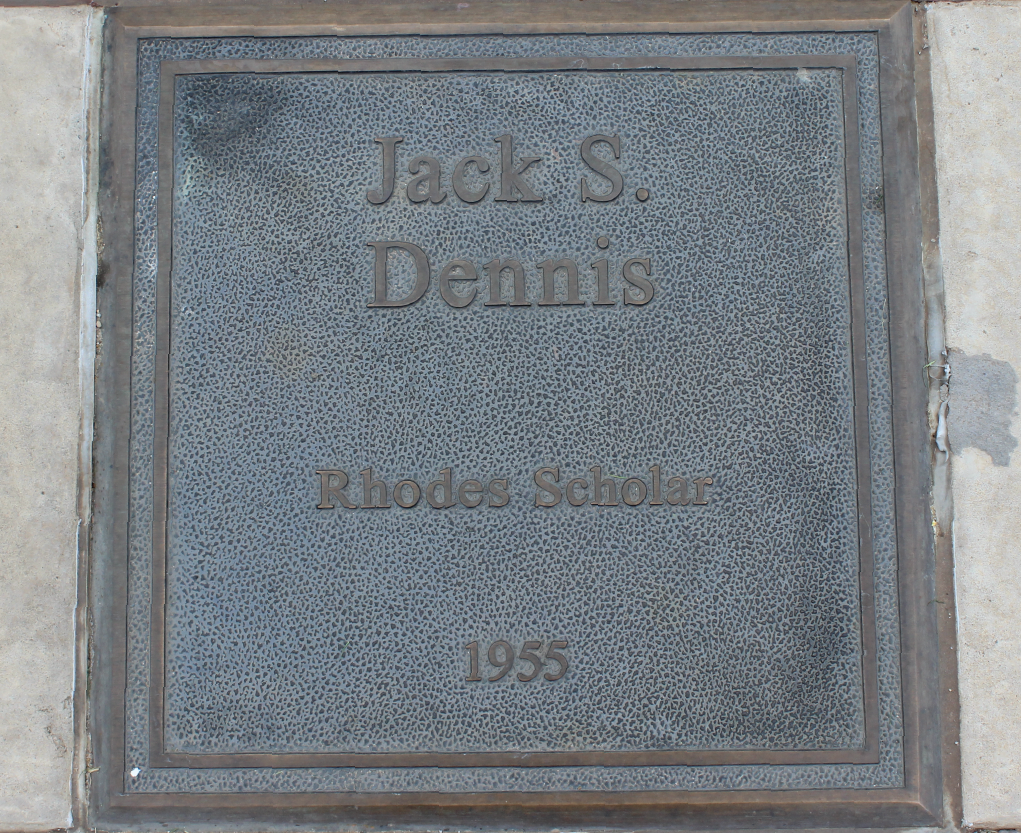 Jack S.
Dennis
Rhodes Scholar
1955